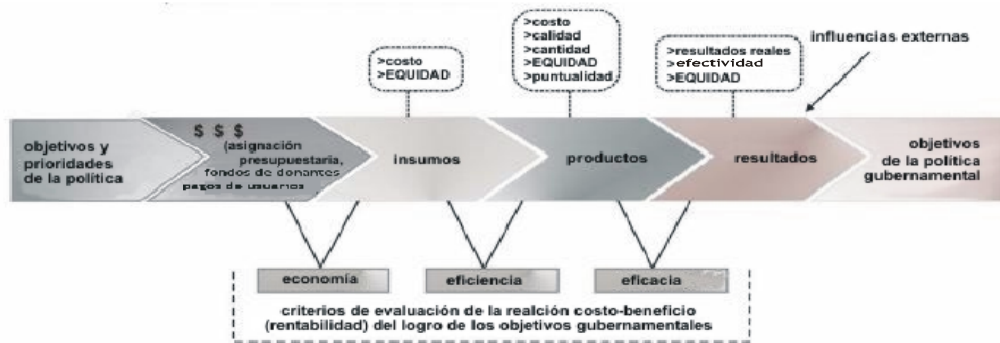 >costo
>EQUIDAD
>costo
>calidad
>cantidad
>EQUIDAD
>puntualidad
>resultados reales
>efectividad
>EQUIDAD
influencias externas
objetivos y
prioridades
de la política
$ $ $
(asignación
presupuestaria,
fondos de donantes
pagos de usuarios
insumos
productos
resultados
objetivos
de la política
gubernamental
economía
eficiencia
eficacia
criterios de evaluación de la realción costo-beneficio
(rentabilidad) del logro de los objetivos gubernamentales